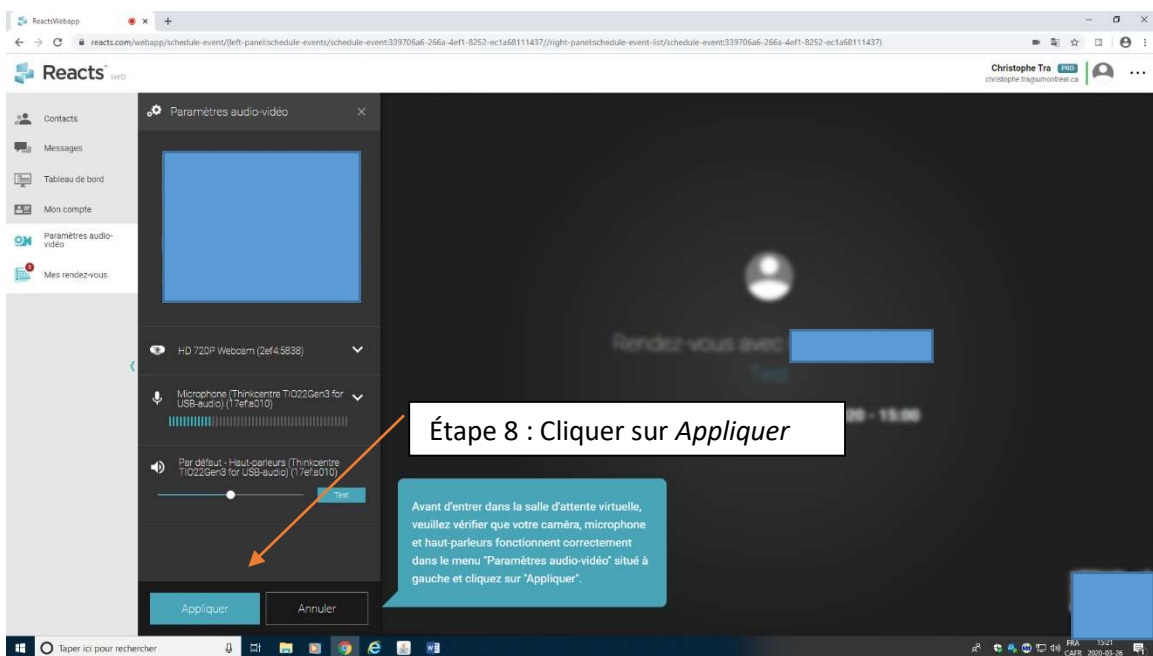 ReactsWebapp
reacts.com/webapp/schedule-event/(left-panel:schedule-events/schedule-event:339706a6-266a-4ef1-8252-ec1a68111437//right-panel:schedule-event-list/schedule-event:339706a6-266a-4ef1-8252-ec1a68111437)
Reacts™ web
Christophe Tra PRO
Contacts
Messages
Tableau de bord
Mon compte
Paramètres audio-
vidéo
Mes rendez-vous
Paramètres audio-vidéo
HD 720P Webcam (2ef4:5838)
Microphone (Thinkcentre TIO22Gen3 for
USB-audio) (17ef:a010)
Par défaut - Haut-parleurs (Thinkcentre
TIO22Gen3 for USB-audio) (17ef:a010)
Test
Appliquer
Annuler
Rendez-vous avec
Test
20 - 15:00
Étape 8 : Cliquer sur Appliquer
Avant d'entrer dans la salle d'attente virtuelle,
veuillez vérifier que votre caméra, microphone
et haut-parleurs fonctionnent correctement
dans le menu "Paramètres audio-vidéo" situé à
gauche et cliquez sur "Appliquer".
Taper ici pour rechercher
FRA
CAFR
15:21
2020-03-26